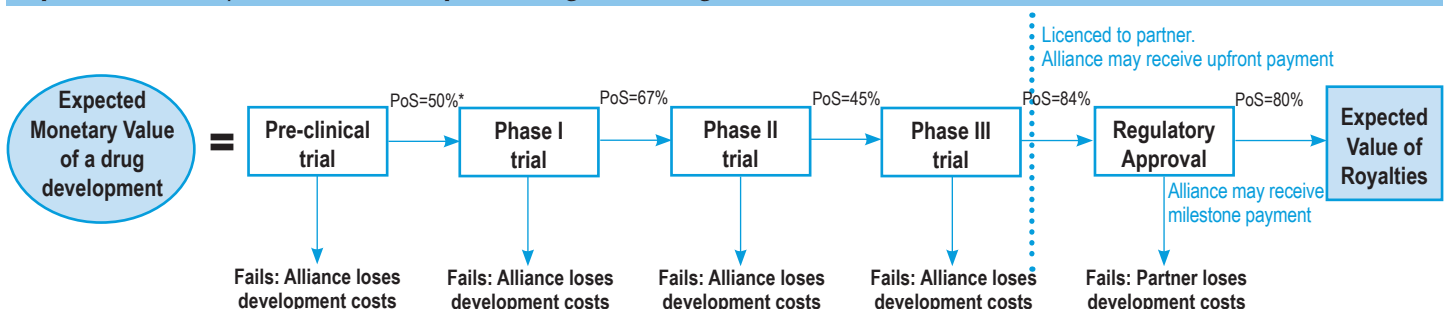 Licenced to partner.
Alliance may receive upfront payment
Expected
Monetary Value
of a drug
development
=
Pre-clinical
trial
PoS=50%*
Phase I
trial
PoS=67%
Phase II
trial
PoS=45%
Phase III
trial
PoS=84%
Regulatory
Approval
PoS=80%
Expected
Value of
Royalties
Alliance may receive
milestone payment
Fails: Alliance loses
development costs
Fails: Alliance loses
development costs
Fails: Alliance loses
development costs
Fails: Alliance loses
development costs
Fails: Partner loses
development costs